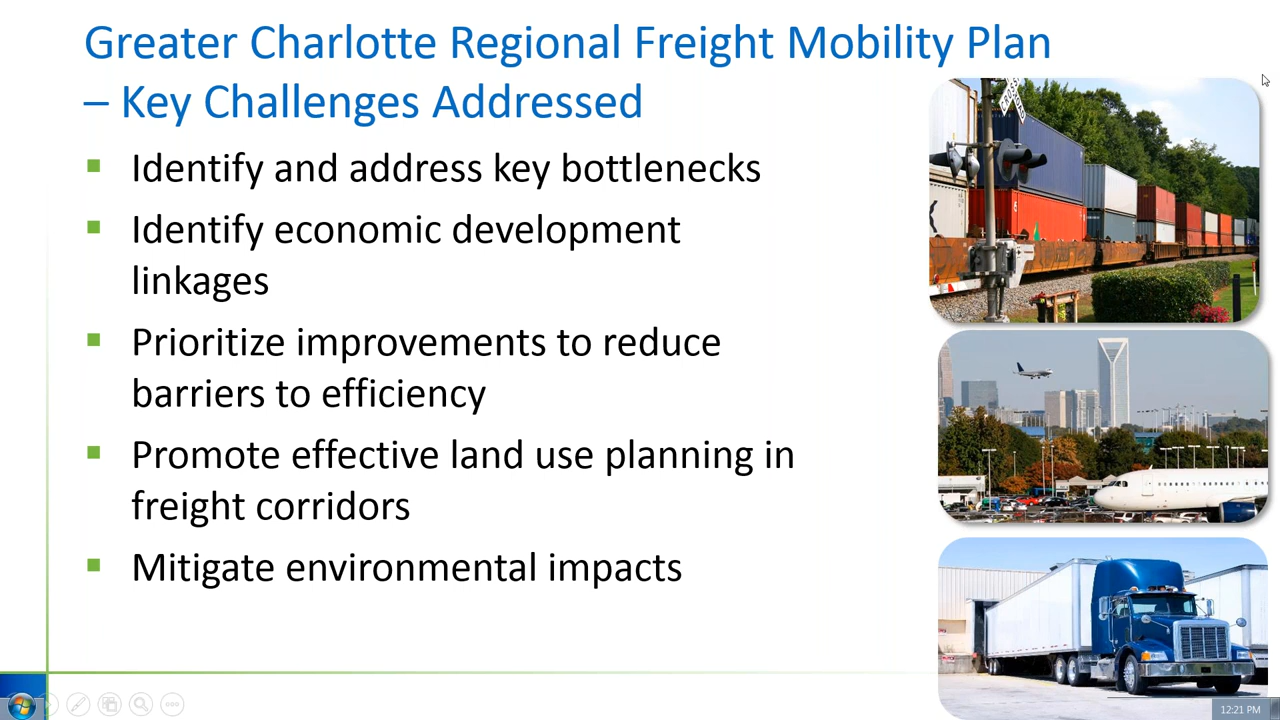 Greater Charlotte Regional Freight Mobility Plan
– Key Challenges Addressed
Identify and address key bottlenecks
Identify economic development
linkages
Prioritize improvements to reduce
barriers to efficiency
Promote effective land use planning in
freight corridors
Mitigate environmental impacts
12:21 PM